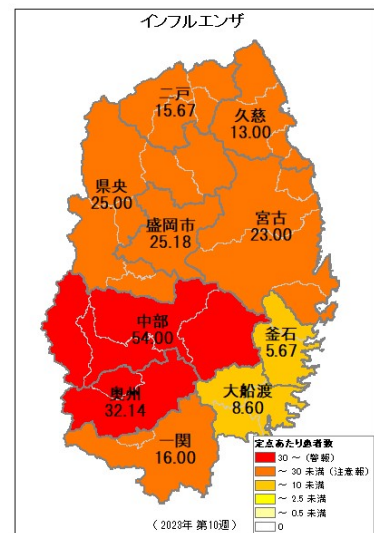 インフルエンザ
二戸
15.67
久慈
13.00
県央
25.00
盛岡市
25.18
宮古
23.00
中部
54.00
釜石
5.67
奥州
32.14
大船渡
8.60
一関
16.00
定点あたり患者数
30 ～ (警報)
～ 30 未満 (注意報)
～ 10 未満
～ 2.5 未満
～ 0.5 未満
0
( 2023年 第10週 )